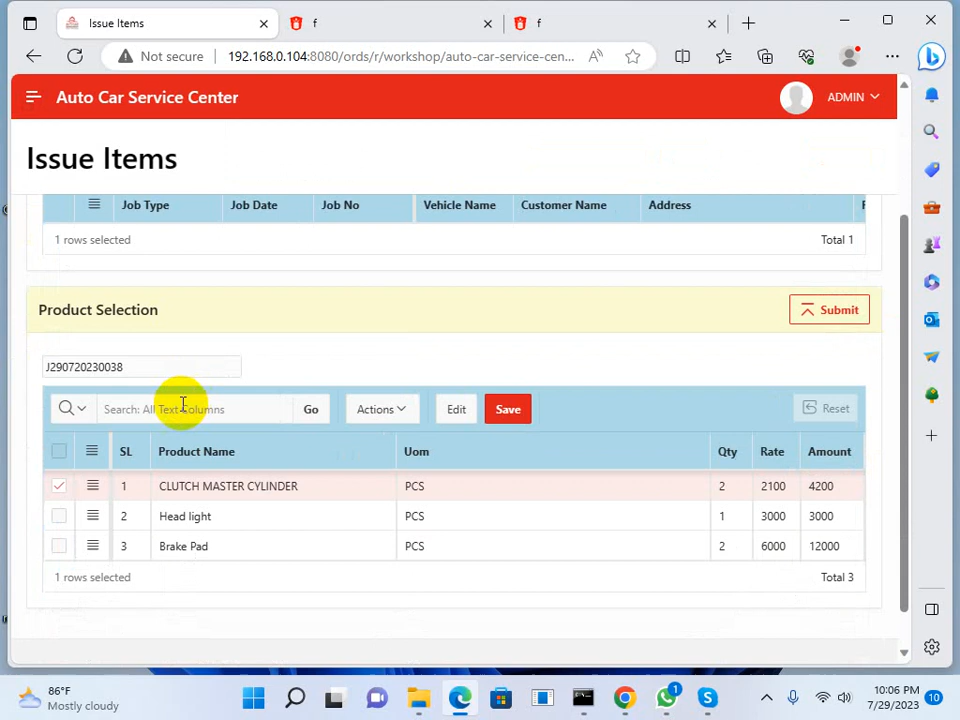 Issue Items
f
f
Not secure
192.168.0.104:8080/ords/r/workshop/auto-car-service-cen...
Auto Car Service Center
ADMIN
Issue Items
Job Type Job Date Job No Vehicle Name Customer Name Address
1 rows selected Total 1
Product Selection Submit
J290720230038
Search: All Text Columns Go Actions Edit Save Reset
SL Product Name Uom Qty Rate Amount
1 CLUTCH MASTER CYLINDER PCS 2 2100 4200
2 Head light PCS 1 3000 3000
3 Brake Pad PCS 2 6000 12000
1 rows selected Total 3
86°F
Mostly cloudy
1
10:06 PM
7/29/2023
10